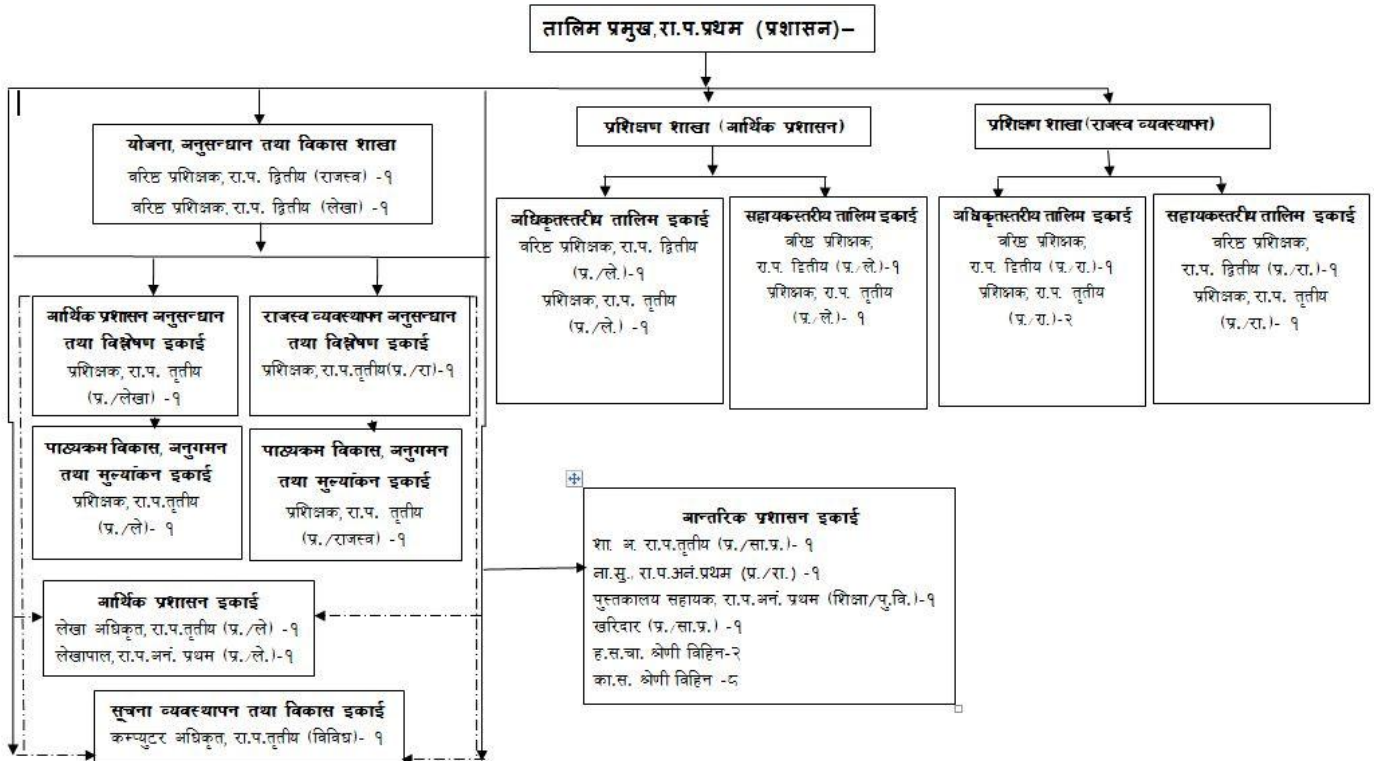 तालिम प्रमुख,रा.प.प्रथम (प्रशासन)–
योजना, अनुसन्धान तथा विकास शाखा
वरिष्ठ प्रशिक्षक, रा.प. द्वितीय (राजस्व) -१
वरिष्ठ प्रशिक्षक, रा.प. द्वितीय (लेखा) -१
प्रशिक्षण शाखा (आर्थिक प्रशासन)
प्रशिक्षण शाखा (राजस्व व्यवस्थापन)
अधिकृतस्तरीय तालिम इकाई
वरिष्ठ प्रशिक्षक, रा.प. द्वितीय
(प्र./ले.)-१
प्रशिक्षक, रा.प. तृतीय
(प्र./ले.) -१
सहायकस्तरीय तालिम इकाई
वरिष्ठ प्रशिक्षक,
रा.प. द्वितीय (प्र./ले.)-१
प्रशिक्षक, रा.प. तृतीय
(प्र./ले.)- १
अधिकृतस्तरीय तालिम इकाई
वरिष्ठ प्रशिक्षक,
रा.प. द्वितीय (प्र./रा.)-१
प्रशिक्षक, रा.प. तृतीय
(प्र./रा.)-२
सहायकस्तरीय तालिम इकाई
वरिष्ठ प्रशिक्षक,
रा.प. द्वितीय (प्र./रा.)-१
प्रशिक्षक, रा.प. तृतीय
(प्र./रा.)- १
आर्थिक प्रशासन अनुसन्धान
तथा विश्लेषण इकाई
प्रशिक्षक, रा.प. तृतीय
(प्र./लेखा) -१
राजस्व व्यवस्थापन अनुसन्धान
तथा विश्लेषण इकाई
प्रशिक्षक, रा.प.तृतीय(प्र./रा)-१
पाठ्यक्रम विकास, अनुगमन
तथा मुल्यांकन इकाई
प्रशिक्षक, रा.प.तृतीय
(प्र./ले)- १
पाठ्यक्रम विकास, अनुगमन
तथा मुल्यांकन इकाई
प्रशिक्षक, रा.प. तृतीय
(प्र./राजस्व) -१
आर्थिक प्रशासन इकाई
लेखा अधिकृत, रा.प.तृतीय (प्र./ले) -१
लेखापाल, रा.प.अनं. प्रथम (प्र./ले.)-१
सूचना व्यवस्थापन तथा विकास इकाई
कम्प्युटर अधिकृत, रा.प.तृतीय (विविध)- १
आन्तरिक प्रशासन इकाई
शा. अ. रा.प.तृतीय (प्र./सा.प्र.)- १
ना.सु., रा.प.अनं.प्रथम (प्र./रा.) -१
पुस्तकालय सहायक, रा.प.अनं. प्रथम (शिक्षा/पु.वि.)-१
खरिदार (प्र./सा.प्र.) -१
ह.स.चा. श्रेणी विहिन-२
का.स. श्रेणी विहिन -८